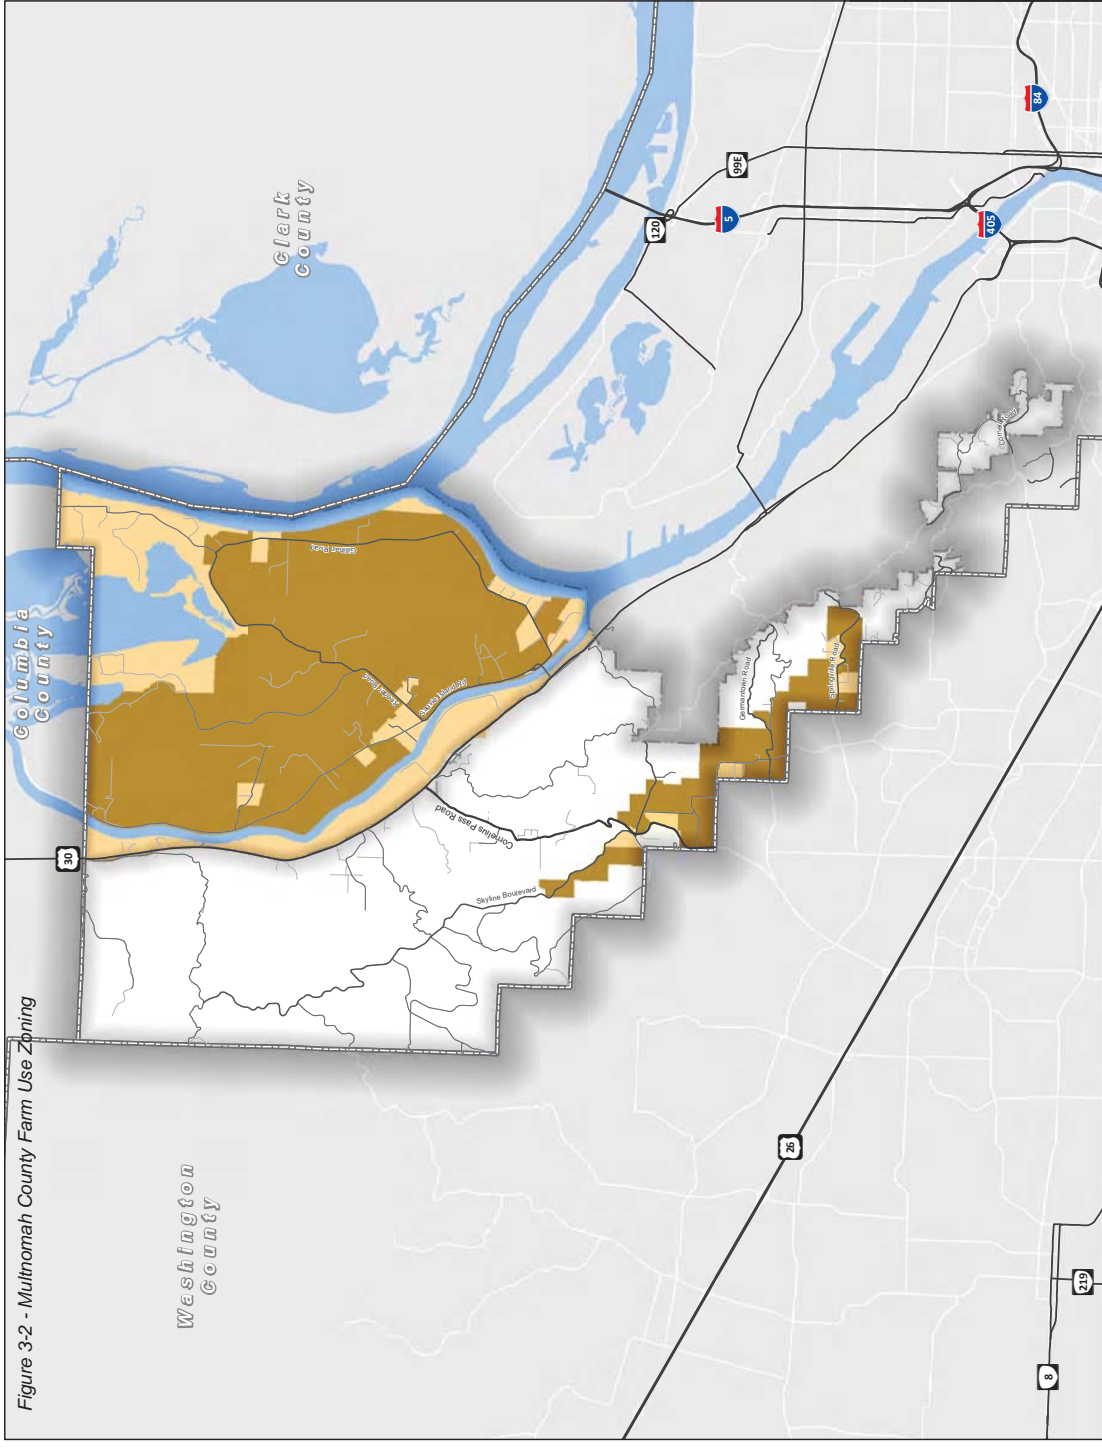 Figure 3-2 - Multnomah County Farm Use Zoning
Columbia
County
Clark
County
Washington
County
30
120
99E
5
84
405
26
219
8
Gillihan Road
Reeder Road
Sauvie Island Rd
Cornelius Pass Road
Skyline Boulevard
Germantown Road
Springville Road
Cornell Road